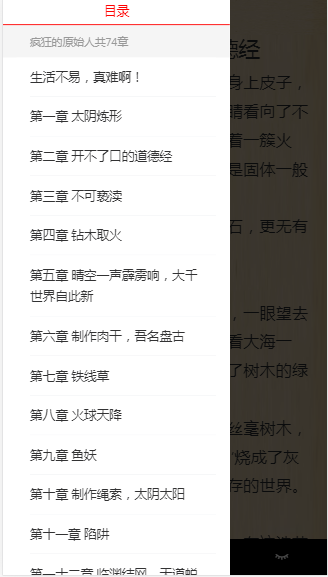 目录
疯狂的原始人共74章
生活不易，真难啊！
第一章 太阴炼形
第二章 开不了口的道德经
第三章 不可亵渎
第四章 钻木取火
第五章 晴空一声霹雳响，大千
世界自此新
第六章 制作肉干，吾名盘古
第七章 铁线草
第八章 火球天降
第九章 鱼妖
第十章 制作绳索，太阴太阳
第十一章 陷阱
第一十二章 临渊结网，天道蜕
德经
身上皮子，
睛看向了不
着一簇火
是固体一般
石，更无有
，一眼望去
看大海一
了树木的绿
丝毫树木，
烧成了灰
存的世界。